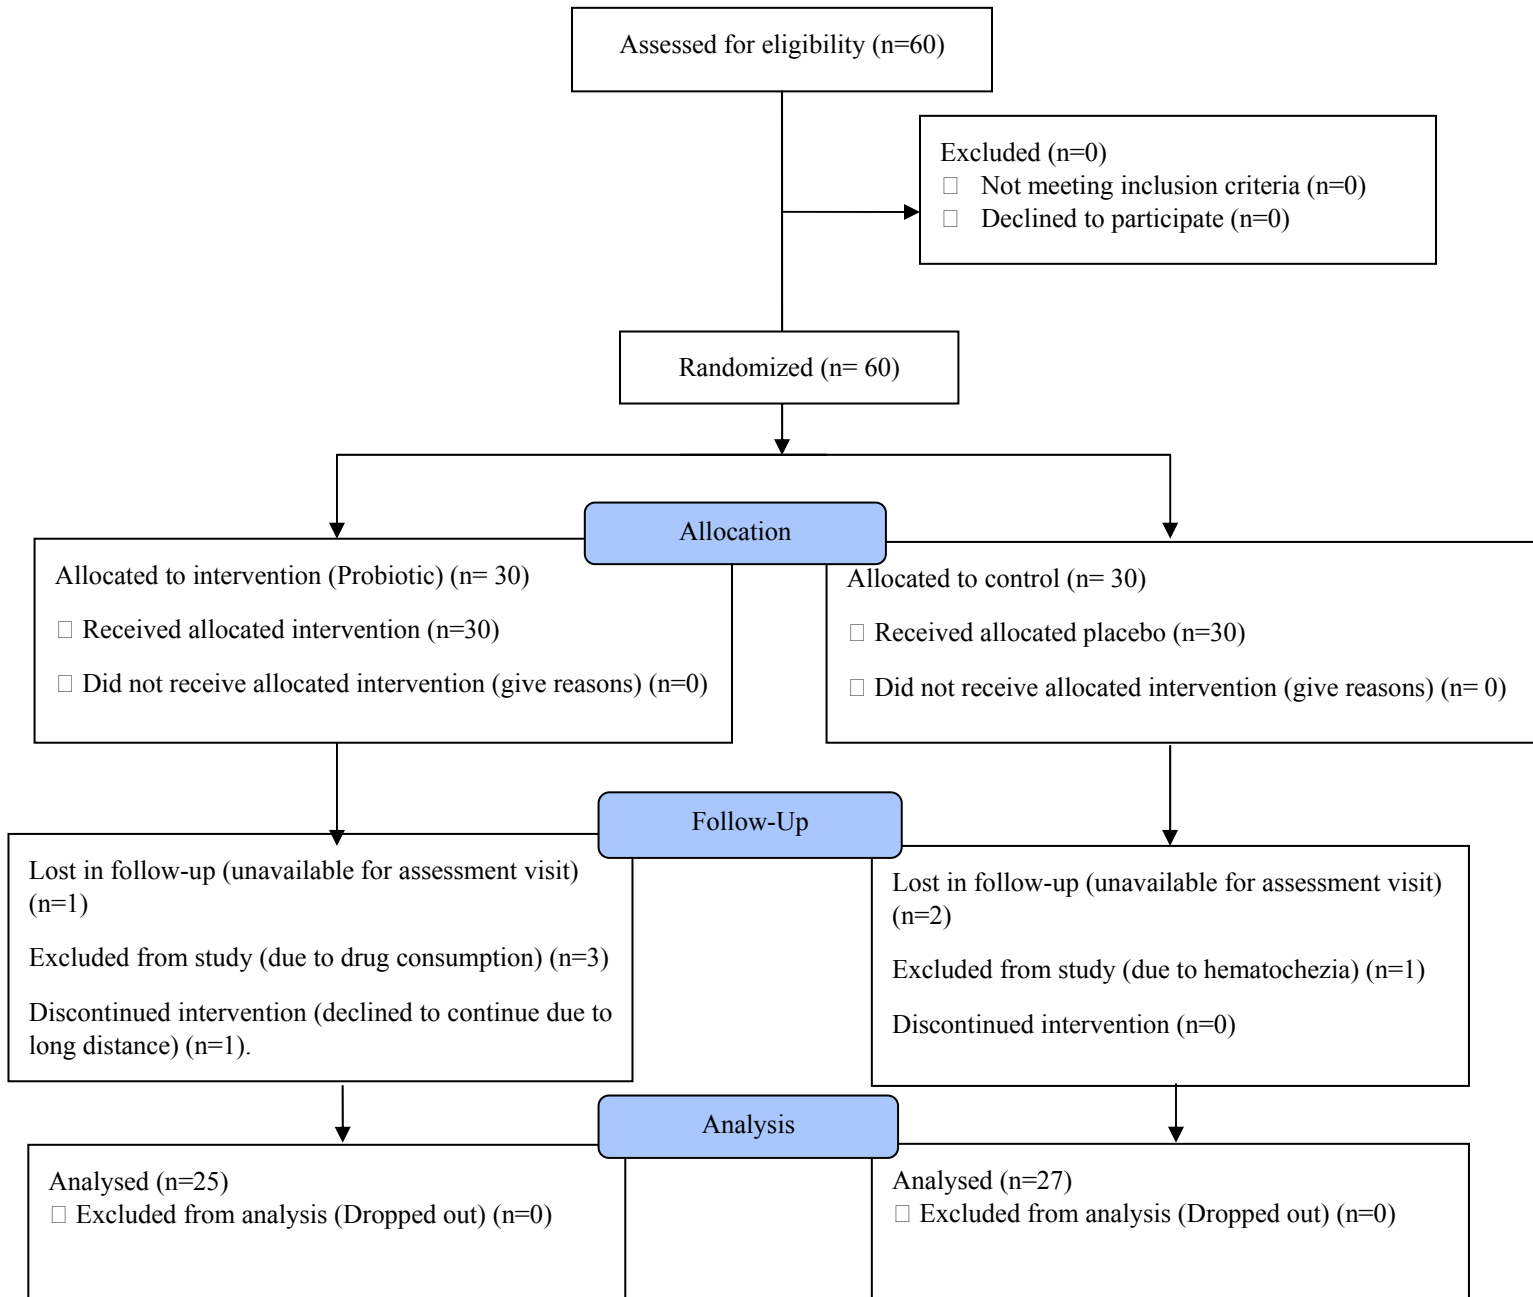 Assessed for eligibility (n=60)
Excluded (n=0)
□ Not meeting inclusion criteria (n=0)
□ Declined to participate (n=0)
Randomized (n= 60)
Allocation
Allocated to intervention (Probiotic) (n= 30)
□ Received allocated intervention (n=30)
□ Did not receive allocated intervention (give reasons) (n=0)
Allocated to control (n= 30)
□ Received allocated placebo (n=30)
□ Did not receive allocated intervention (give reasons) (n= 0)
Follow-Up
Lost in follow-up (unavailable for assessment visit)
(n=1)
Excluded from study (due to drug consumption) (n=3)
Discontinued intervention (declined to continue due to
long distance) (n=1).
Lost in follow-up (unavailable for assessment visit)
(n=2)
Excluded from study (due to hematochezia) (n=1)
Discontinued intervention (n=0)
Analysis
Analysed (n=25)
□ Excluded from analysis (Dropped out) (n=0)
Analysed (n=27)
□ Excluded from analysis (Dropped out) (n=0)